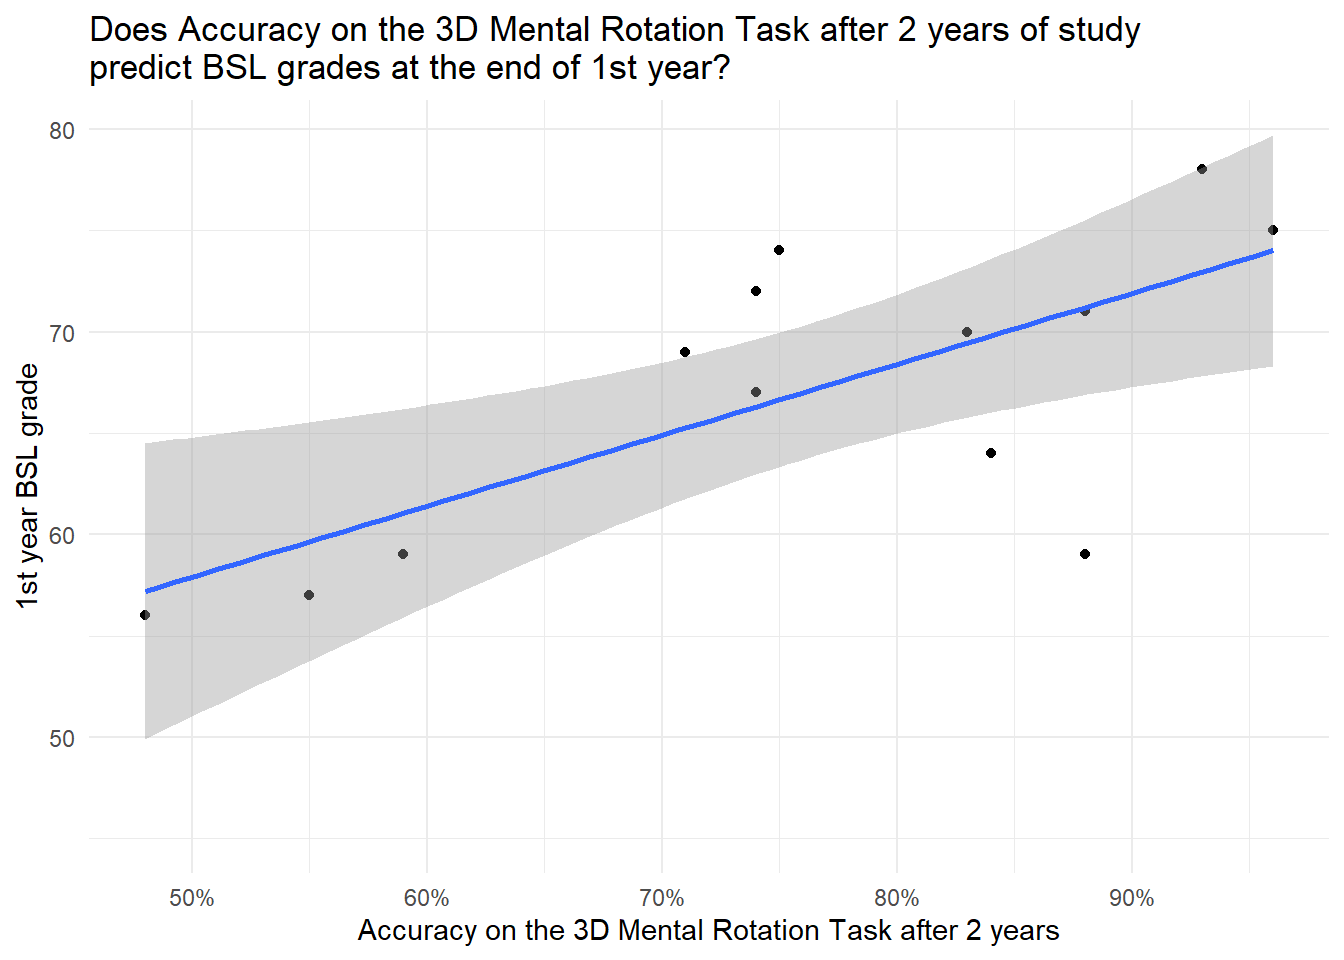 Does Accuracy on the 3D Mental Rotation Task after 2 years of study
predict BSL grades at the end of 1st year?
80
70
60
50
1st year BSL grade
50%
60%
70%
80%
90%
Accuracy on the 3D Mental Rotation Task after 2 years